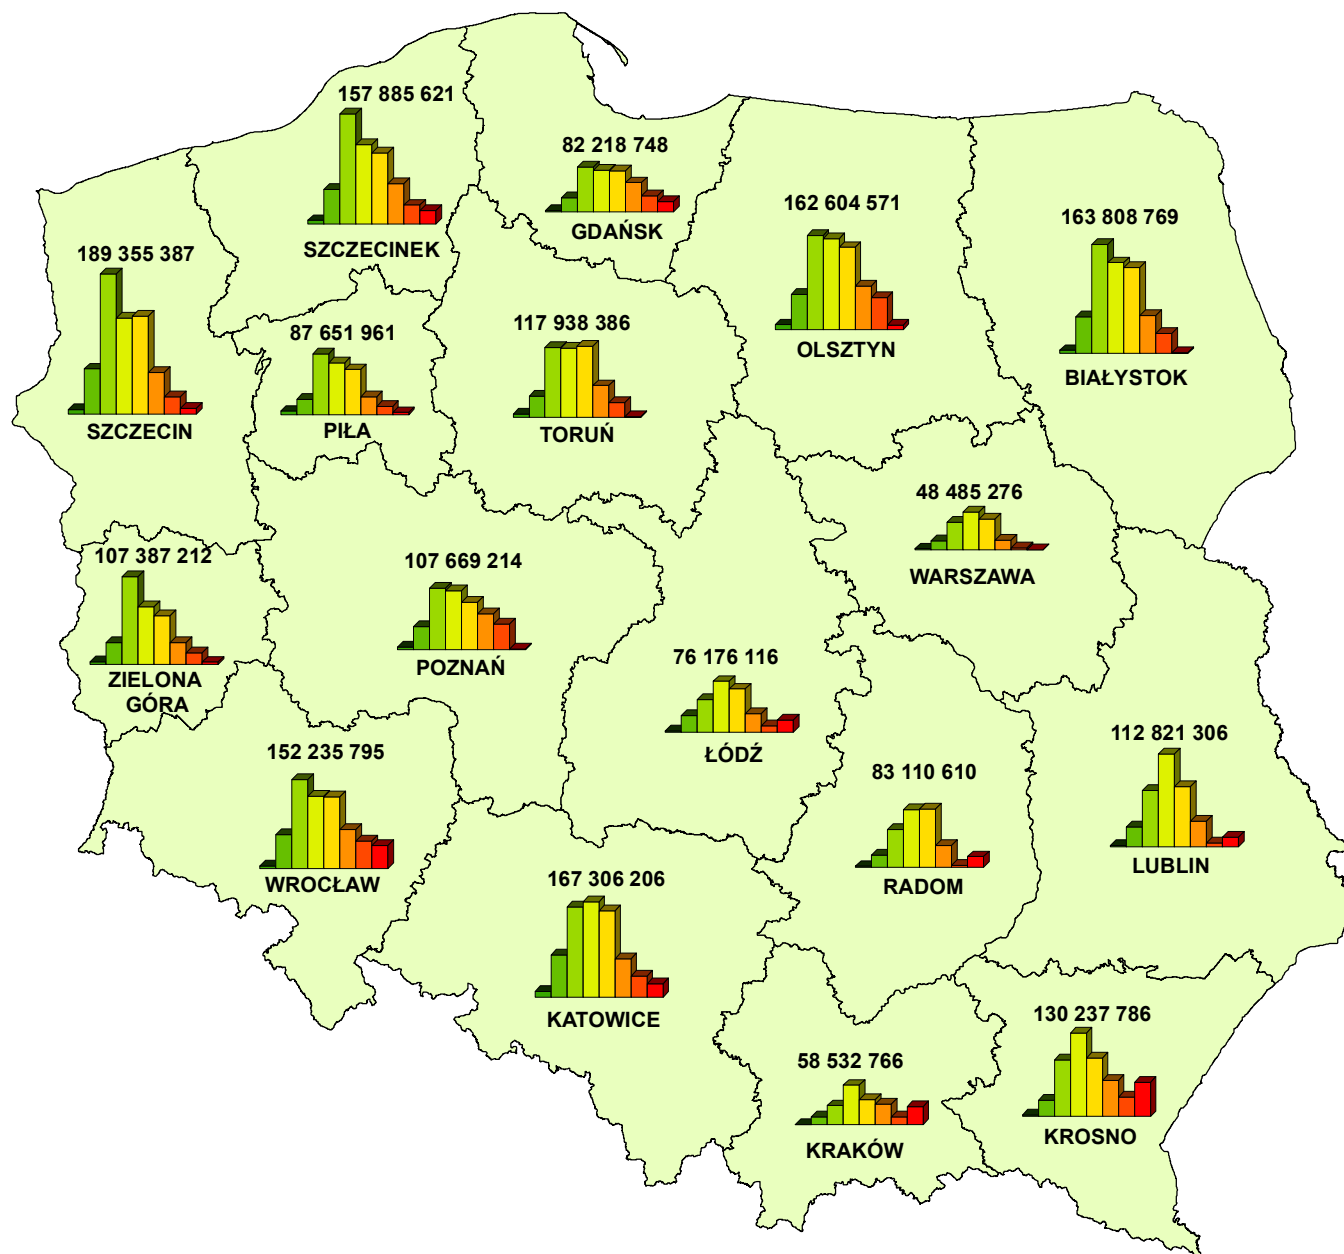 157 885 621
SZCZECINEK
82 218 748
GDAŃSK
162 604 571
OLSZTYN
163 808 769
BIAŁYSTOK
189 355 387
SZCZECIN
87 651 961
PIŁA
117 938 386
TORUŃ
48 485 276
WARSZAWA
107 387 212
ZIELONA
GÓRA
107 669 214
POZNAŃ
76 176 116
ŁÓDŹ
152 235 795
WROCŁAW
83 110 610
RADOM
112 821 306
LUBLIN
167 306 206
KATOWICE
58 532 766
KRAKÓW
130 237 786
KROSNO